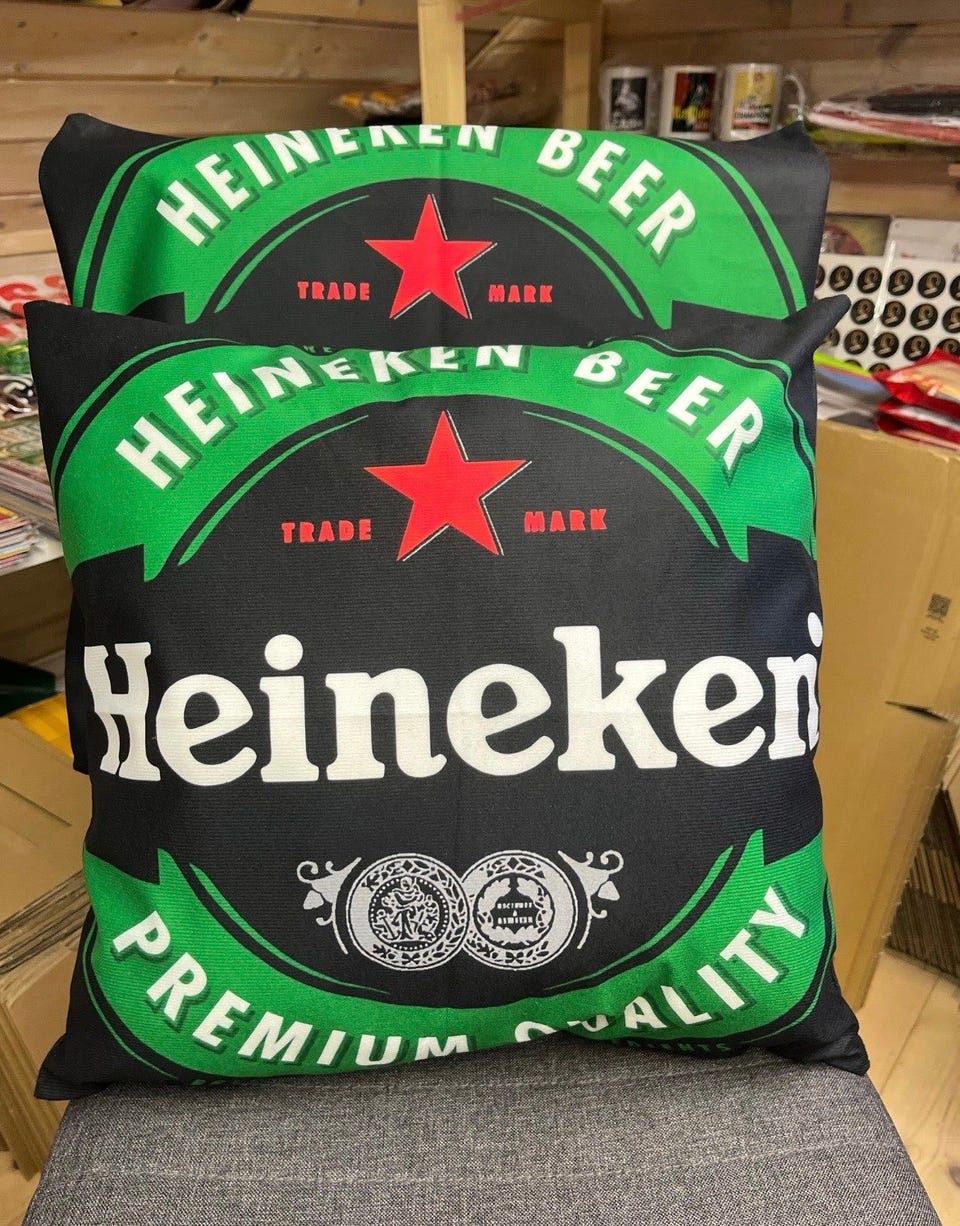 HEINEKEN BEER
TRADE MARK
HEINEKEN BEER
TRADE MARK
Heineken
PREMIUM QUALITY